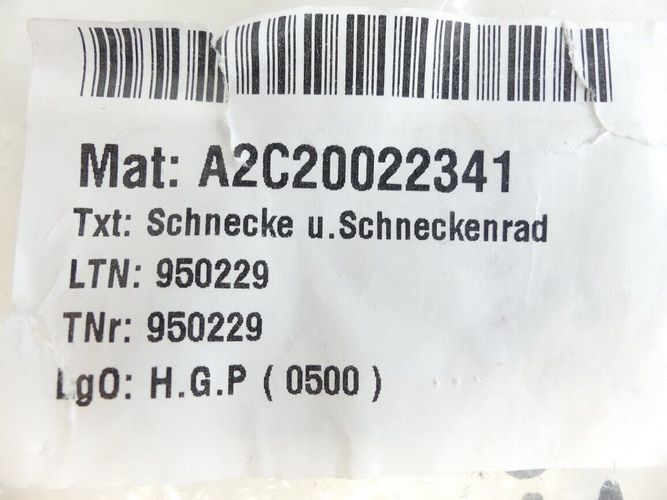 Mat: A2C20022341
Txt: Schnecke u.Schneckenrad
LTN: 950229
TNr: 950229
LgO: H.G.P ( 0500 )